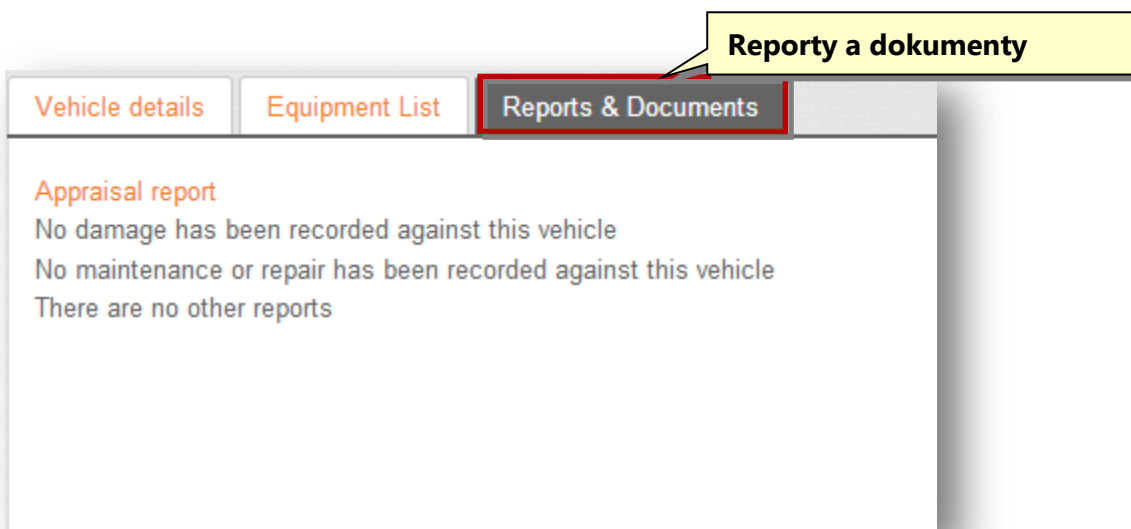 Reporty a dokumenty
Vehicle details Equipment List Reports & Documents
Appraisal report
No damage has been recorded against this vehicle
No maintenance or repair has been recorded against this vehicle
There are no other reports